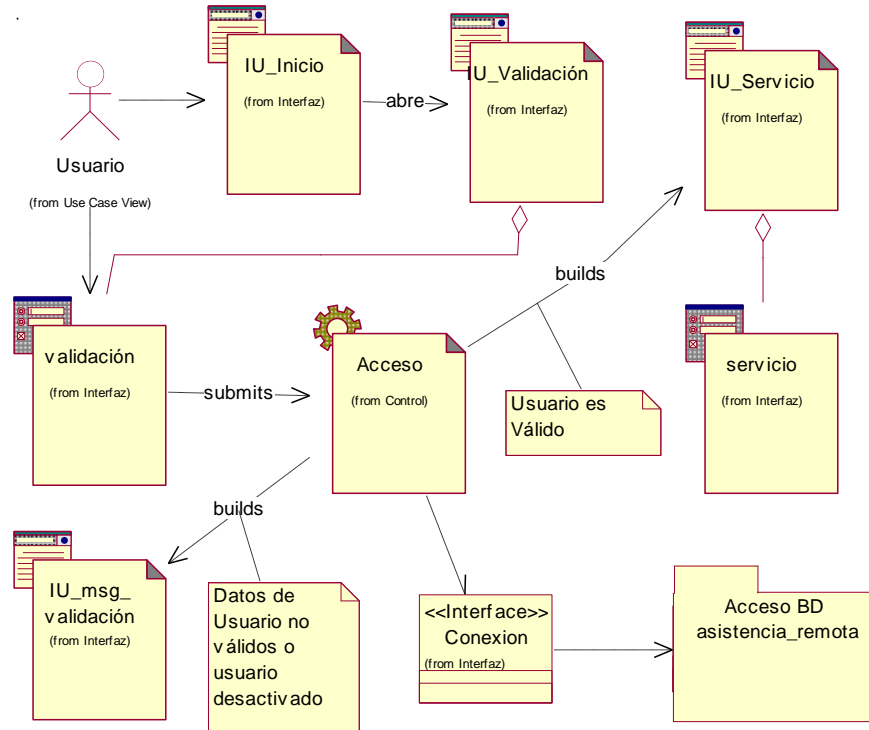 IU_Inicio
(from Interfaz)
abre
IU_Validación
(from Interfaz)
IU_Servicio
(from Interfaz)
Usuario
(from Use Case View)
builds
validación
(from Interfaz)
submits
Acceso
(from Control)
Usuario es
Válido
servicio
(from Interfaz)
builds
IU_msg_
validación
(from Interfaz)
Datos de
Usuario no
válidos o
usuario
desactivado
<<Interface>>
Conexion
(from Interfaz)
Acceso BD
asistencia_remota